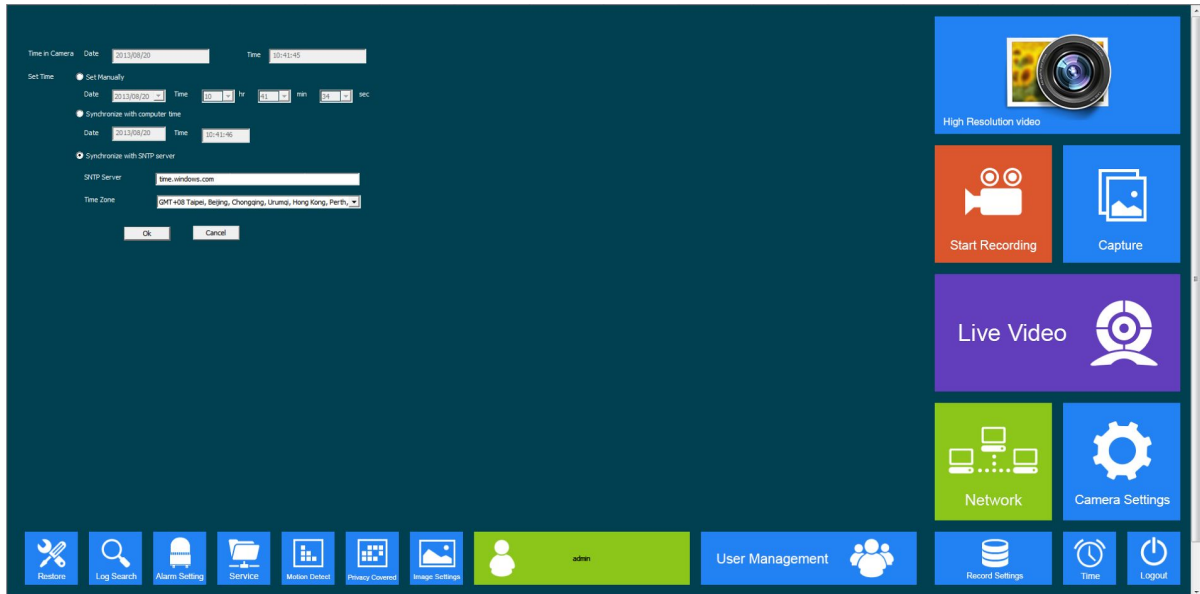 Time in Camera Date 2013/08/20 Time 10:41:45
Set Time Set Manually
Date 2013/08/20 Time 10 hr 41 min 34 sec
Synchronize with computer time
Date 2013/08/20 Time 10:41:46
Synchronize with SNTP server
SNTP Server time.windows.com
Time Zone GMT+08 Taipei, Beijing, Chongqing, Urumqi, Hong Kong, Perth,
Ok Cancel
High Resolution video
Start Recording Capture
Live Video
Network Camera Settings
Restore Log Search Alarm Setting Service Motion Detect Privacy Covered Image Settings admin User Management Record Settings Time Logout